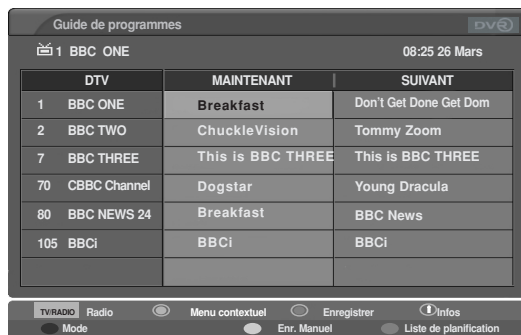 Guide de programmes DVR
1 BBC ONE 08:25 26 Mars
DTV MAINTENANT SUIVANT
1 BBC ONE Breakfast Don't Get Done Get Dom
2 BBC TWO ChuckleVision Tommy Zoom
7 BBC THREE This is BBC THREE This is BBC THREE
70 CBBC Channel Dogstar Young Dracula
80 BBC NEWS 24 Breakfast BBC News
105 BBCi BBCi BBCi
TV/RADIO Radio Menu contextuel Enregistrer Infos
Mode Enr. Manuel Liste de planification